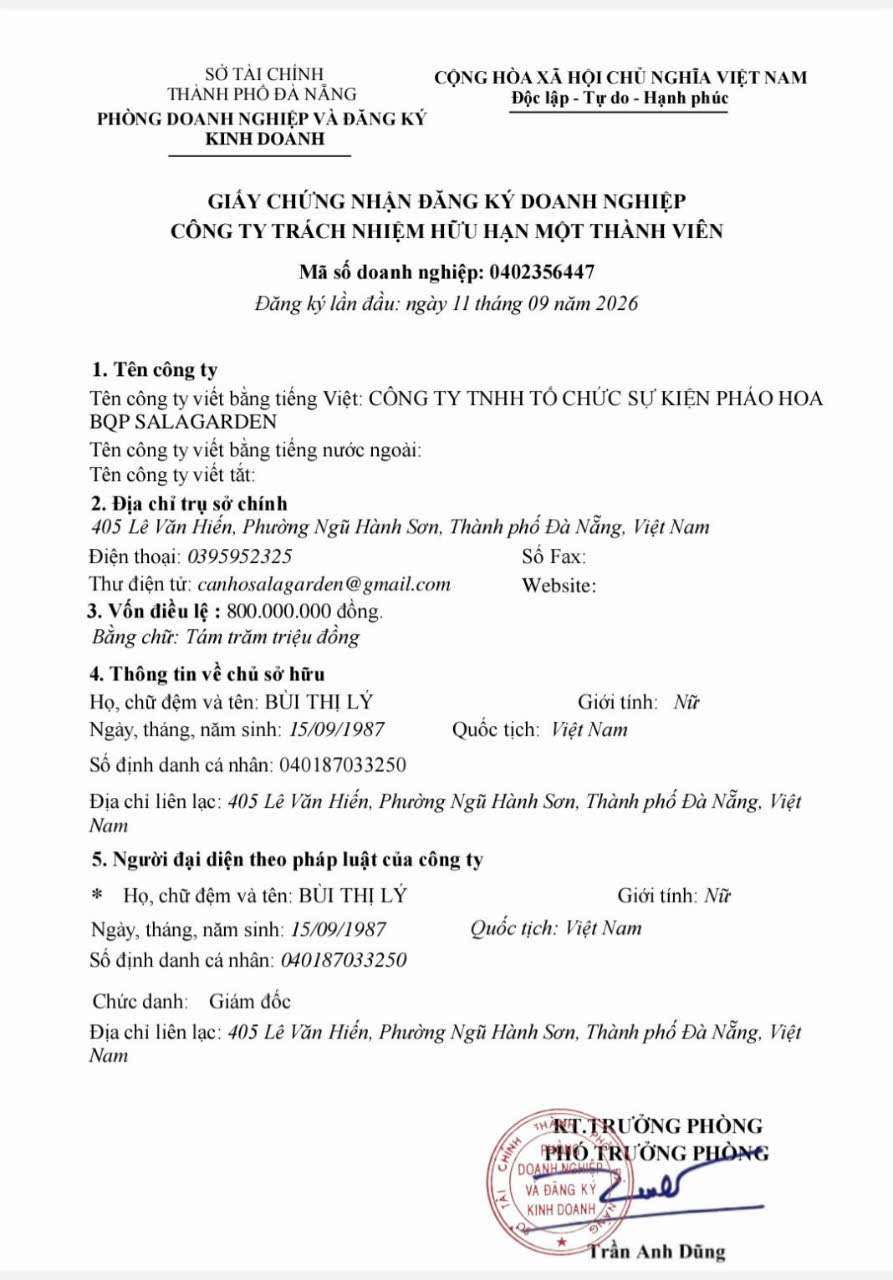 SỞ TÀI CHÍNH
THÀNH PHỐ ĐÀ NẴNG
PHÒNG DOANH NGHIỆP VÀ ĐĂNG KÝ
KINH DOANH
CỘNG HÒA XÃ HỘI CHỦ NGHĨA VIỆT NAM
Độc lập - Tự do - Hạnh phúc
GIẤY CHỨNG NHẬN ĐĂNG KÝ DOANH NGHIỆP
CÔNG TY TRÁCH NHIỆM HỮU HẠN MỘT THÀNH VIÊN
Mã số doanh nghiệp: 0402356447
Đăng ký lần đầu: ngày 11 tháng 09 năm 2026
1. Tên công ty
Tên công ty viết bằng tiếng Việt: CÔNG TY TNHH TỔ CHỨC SỰ KIỆN PHÁO HOA
BQP SALAGARDEN
Tên công ty viết bằng tiếng nước ngoài:
Tên công ty viết tắt:
2. Địa chỉ trụ sở chính
405 Lê Văn Hiến, Phường Ngũ Hành Sơn, Thành phố Đà Nẵng, Việt Nam
Điện thoại: 0395952325 Số Fax:
Thư điện tử: canhosalagarden@gmail.com Website:
3. Vốn điều lệ : 800.000.000 đồng.
Bằng chữ: Tám trăm triệu đồng
4. Thông tin về chủ sở hữu
Họ, chữ đệm và tên: BÙI THỊ LÝ Giới tính: Nữ
Ngày, tháng, năm sinh: 15/09/1987 Quốc tịch: Việt Nam
Số định danh cá nhân: 040187033250
Địa chỉ liên lạc: 405 Lê Văn Hiến, Phường Ngũ Hành Sơn, Thành phố Đà Nẵng, Việt
Nam
5. Người đại diện theo pháp luật của công ty
* Họ, chữ đệm và tên: BÙI THỊ LÝ Giới tính: Nữ
Ngày, tháng, năm sinh: 15/09/1987 Quốc tịch: Việt Nam
Số định danh cá nhân: 040187033250
Chức danh: Giám đốc
Địa chỉ liên lạc: 405 Lê Văn Hiến, Phường Ngũ Hành Sơn, Thành phố Đà Nẵng, Việt
Nam
KT.TRƯỞNG PHÒNG
PHÓ TRƯỞNG PHÒNG
SỞ TÀI CHÍNH THÀNH PHỐ ĐÀ NẴNG
PHÒNG
DOANH NGHIỆP
VÀ ĐĂNG KÝ
KINH DOANH
Trần Anh Dũng